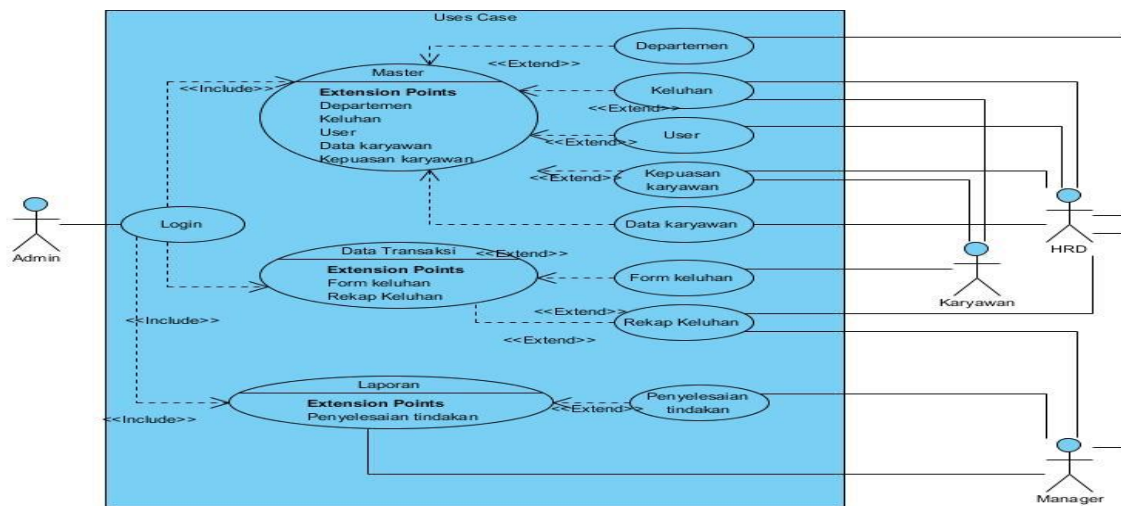 Uses Case
Departemen
<<Extend>>
Master
Extension Points
Departemen
Keluhan
User
Data karyawan
Kepuasan karyawan
<<Include>>
Keluhan
<<Extend>>
User
<<Extend>>
Kepuasan
karyawan
<<Extend>>
Data karyawan
Login
Admin
HRD
Karyawan
Data Transaksi
Extension Points
Form keluhan
Rekap Keluhan
<<Extend>>
Form keluhan
<<Extend>>
Rekap Keluhan
<<Extend>>
<<Include>>
Laporan
Extension Points
Penyelesaian tindakan
<<Include>>
<<Extend>>
Penyelesaian
tindakan
Manager